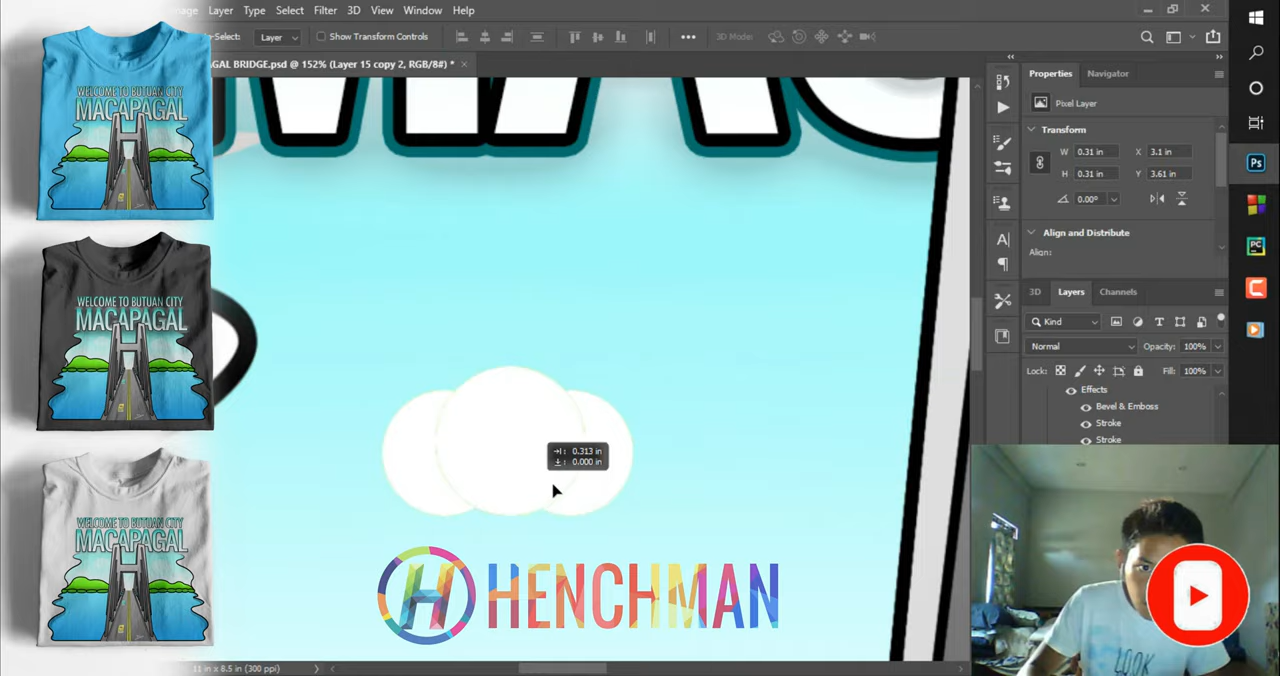 Image Layer Type Select Filter 3D View Window Help
Select: Layer Show Transform Controls 3D Mode:
AGAL BRIDGE.psd @ 152% (Layer 15 copy 2, RGB/8#) *
WELCOME TO BUTUAN CITY
MACAPAGAL
WELCOME TO BUTUAN CITY
MACAPAGAL
WELCOME TO BUTUAN CITY
MACAPAGAL
0.313 in
0.000 in
H HENCHMAN
11 in x 8.5 in (300 ppi)
Properties Navigator
Pixel Layer
Transform
W 0.31 in X 3.1 in
H 0.31 in Y 3.61 in
0.00°
Align and Distribute
Align:
3D Layers Channels
Kind
Normal Opacity: 100%
Lock: Fill: 100%
Effects
Bevel & Emboss
Stroke
Stroke
Ps
PC
C
LOOK